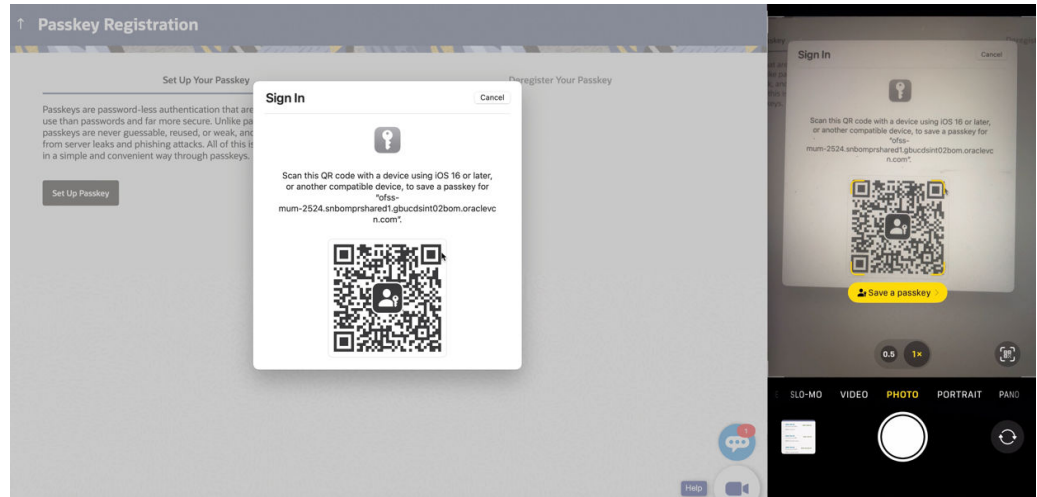 Passkey Registration
Set Up Your Passkey
Deregister Your Passkey
Passkeys are password-less authentication that are
use than passwords and far more secure. Unlike pa
passkeys are never guessable, reused, or weak, and
from server leaks and phishing attacks. All of this is
in a simple and convenient way through passkeys.
Set Up Passkey
Sign In
Cancel
Scan this QR code with a device using iOS 16 or later,
or another compatible device, to save a passkey for
"ofss-
mum-2524.snbomprshared1.gbucdsint02bom.oraclevc
n.com".
1
Help
Sign In
Cancel
Scan this QR code with a device using iOS 16 or later,
or another compatible device, to save a passkey for
"ofss-
mum-2524.snbomprshared1.gbucdsint02bom.oraclevc
n.com".
Save a passkey
0.5 1×
SLO-MO VIDEO PHOTO PORTRAIT PANO